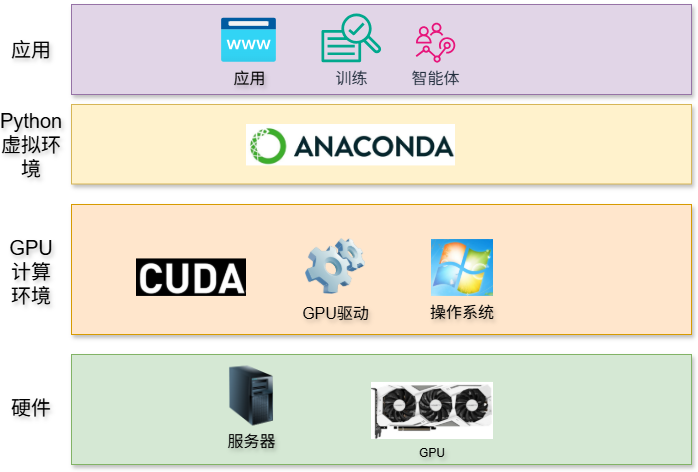 应用
WWW
应用
训练
智能体
Python
虚拟环
境
ANACONDA
GPU
计算
环境
CUDA
GPU驱动
操作系统
硬件
服务器
GPU